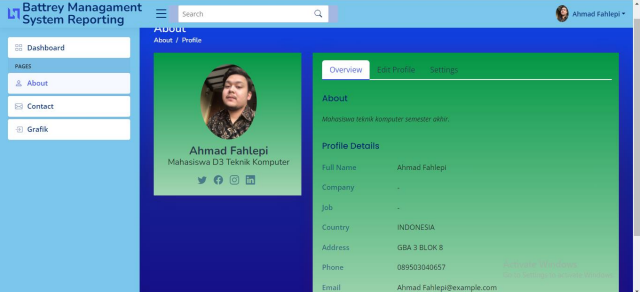 Battrey Managament
System Reporting
Search
Ahmad Fahlepi
Dashboard
PAGES
About
Contact
Grafik
About
About / Profile
Ahmad Fahlepi
Mahasiswa D3 Teknik Komputer
Overview Edit Profile Settings
About
Mahasiswa teknik komputer semester akhir.
Profile Details
Full Name Ahmad Fahlepi
Company -
Job -
Country INDONESIA
Address GBA 3 BLOK 8
Phone 089503040657
Email Ahmad Fahlepi@example.com